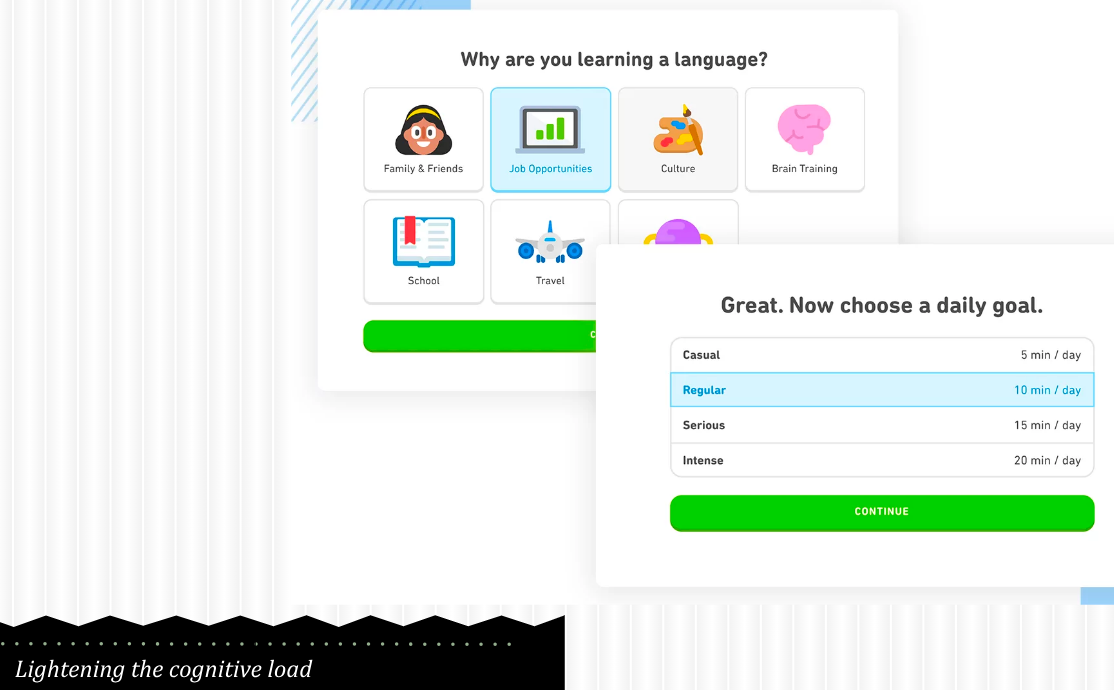 Why are you learning a language?
Family & Friends
Job Opportunities
Culture
Brain Training
School
Travel
Great. Now choose a daily goal.
Casual 5 min / day
Regular 10 min / day
Serious 15 min / day
Intense 20 min / day
CONTINUE
Lightening the cognitive load